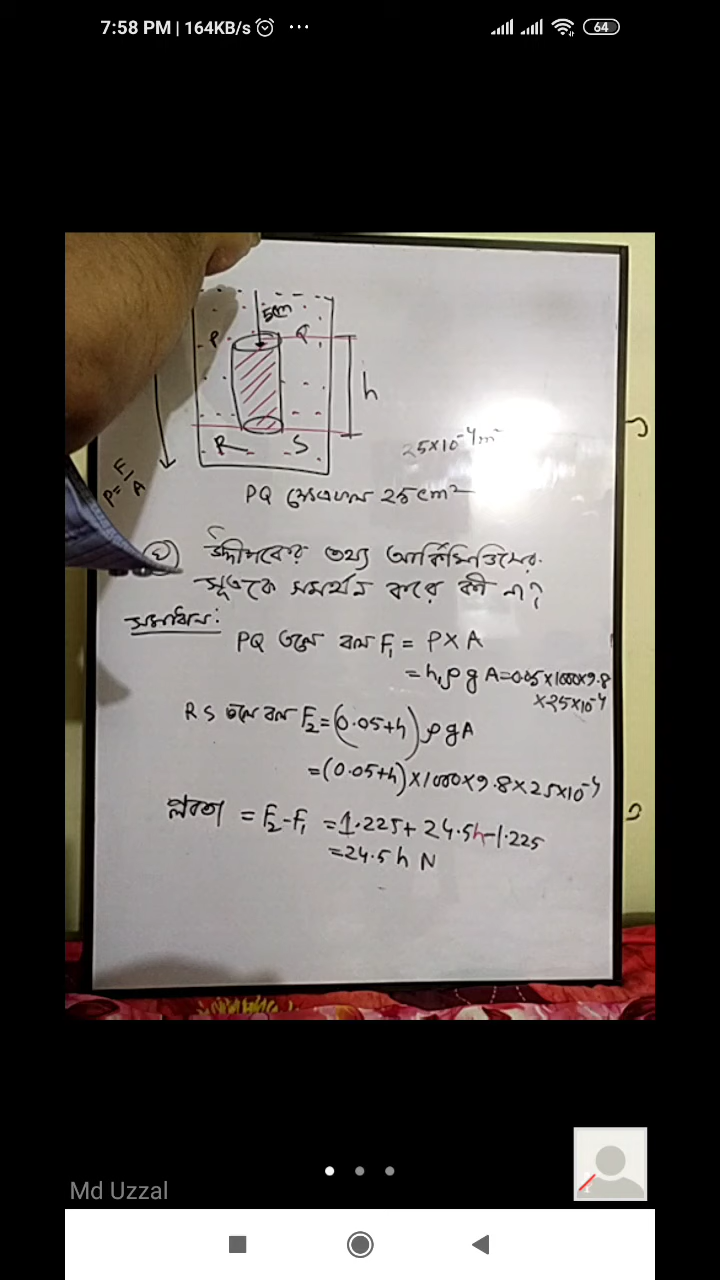 7:58 PM | 164KB/s
64
5cm
P
Q
h
R
S
25×10⁻⁴m²
P=F/A
PQ ক্ষেত্রফল 25cm²
ঘ) উদ্দীপকের তথ্য আর্কিমিডিসের
সূত্রকে সমর্থন করে কী না?
সমাধান:
PQ তলে বল F₁ = P×A
= h₁ρgA=0.05×1000×9.8
×25×10⁻⁴
RS তলে বল F₂=(0.05+h)ρgA
=(0.05+h)×1000×9.8×25×10⁻⁴
প্লবতা = F₂-F₁ =1.225+24.5h-1.225
=24.5h N
Md Uzzal